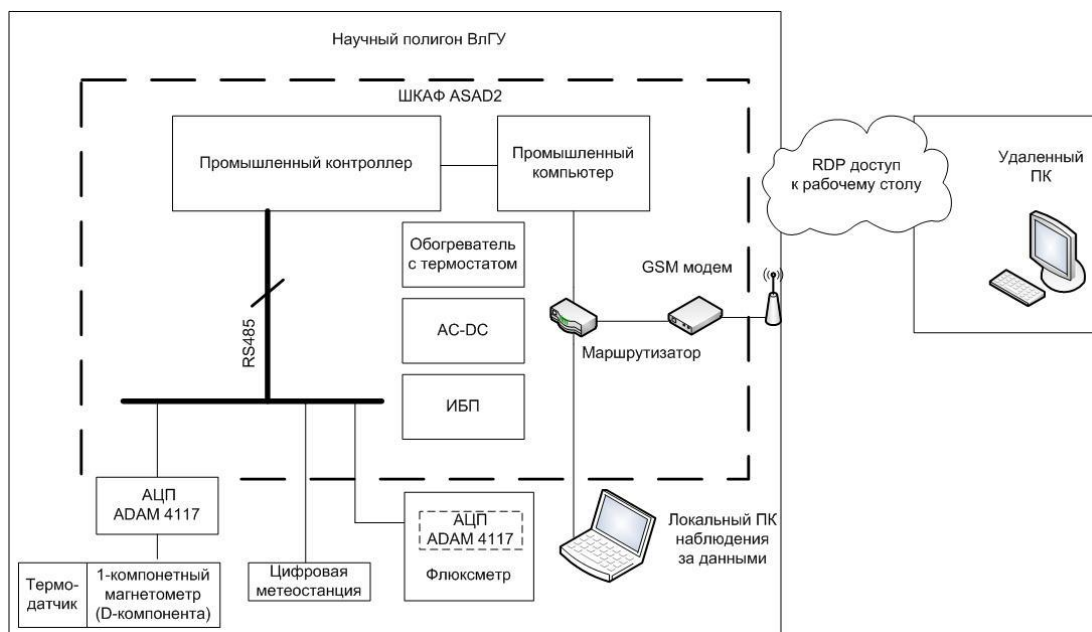 Научный полигон ВлГУ
ШКАФ ASAD2
Промышленный контроллер
Промышленный
компьютер
RDP доступ
к рабочему столу
Удаленный
ПК
Обогреватель
с термостатом
GSM модем
RS485
AC-DC
Маршрутизатор
ИБП
АЦП
ADAM 4117
АЦП
ADAM 4117
Флюксметр
Локальный ПК
наблюдения
за данными
Термо-
датчик
1-компонетный
магнетометр
(D-компонента)
Цифровая
метеостанция